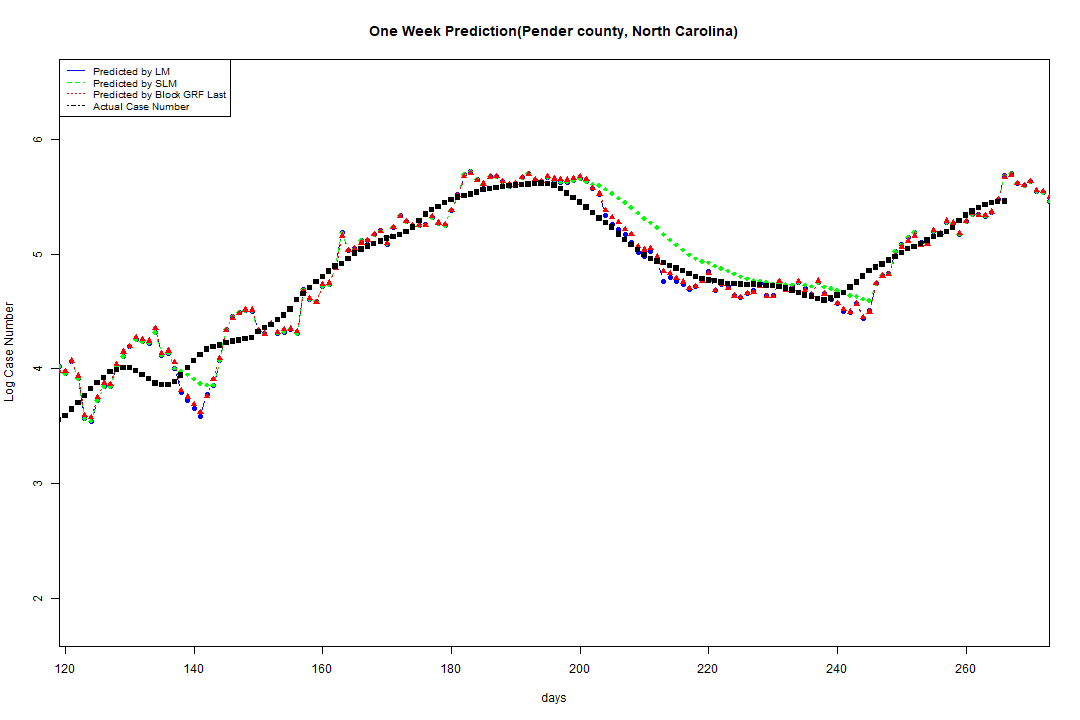 One Week Prediction(Pender county, North Carolina)
Predicted by LM
Predicted by SLM
Predicted by Block GRF Last
Actual Case Number
6
5
4
3
2
Log Case Number
120 140 160 180 200 220 240 260
days